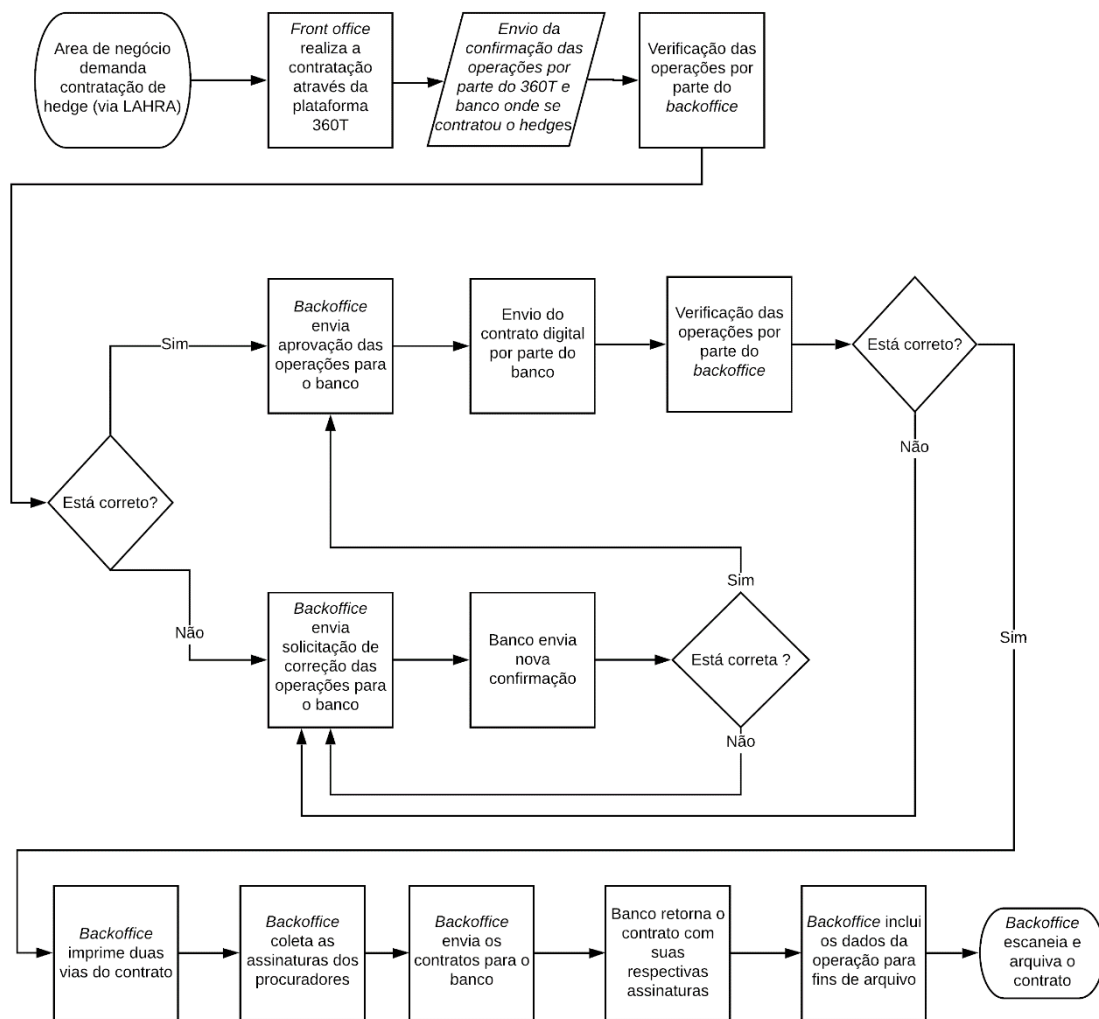 Area de negócio
demanda
contratação de
hedge (via LAHRA)
Front office
realiza a
contratação
através da
plataforma
360T
Envio da
confirmação das
operações por
parte do 360T e
banco onde se
contratou o hedges
Verificação das
operações por
parte do
backoffice
Sim
Backoffice
envia
aprovação das
operações para
o banco
Envio do
contrato digital
por parte do
banco
Verificação das
operações por
parte do
backoffice
Está correto?
Não
Está correto?
Sim
Não
Backoffice
envia
solicitação de
correção das
operações para
o banco
Banco envia
nova
confirmação
Está correta ?
Sim
Não
Backoffice
imprime duas
vias do contrato
Backoffice
coleta as
assinaturas dos
procuradores
Backoffice
envia os
contratos para o
banco
Banco retorna o
contrato com
suas
respectivas
assinaturas
Backoffice inclui
os dados da
operação para
fins de arquivo
Backoffice
escaneia e
arquiva o
contrato